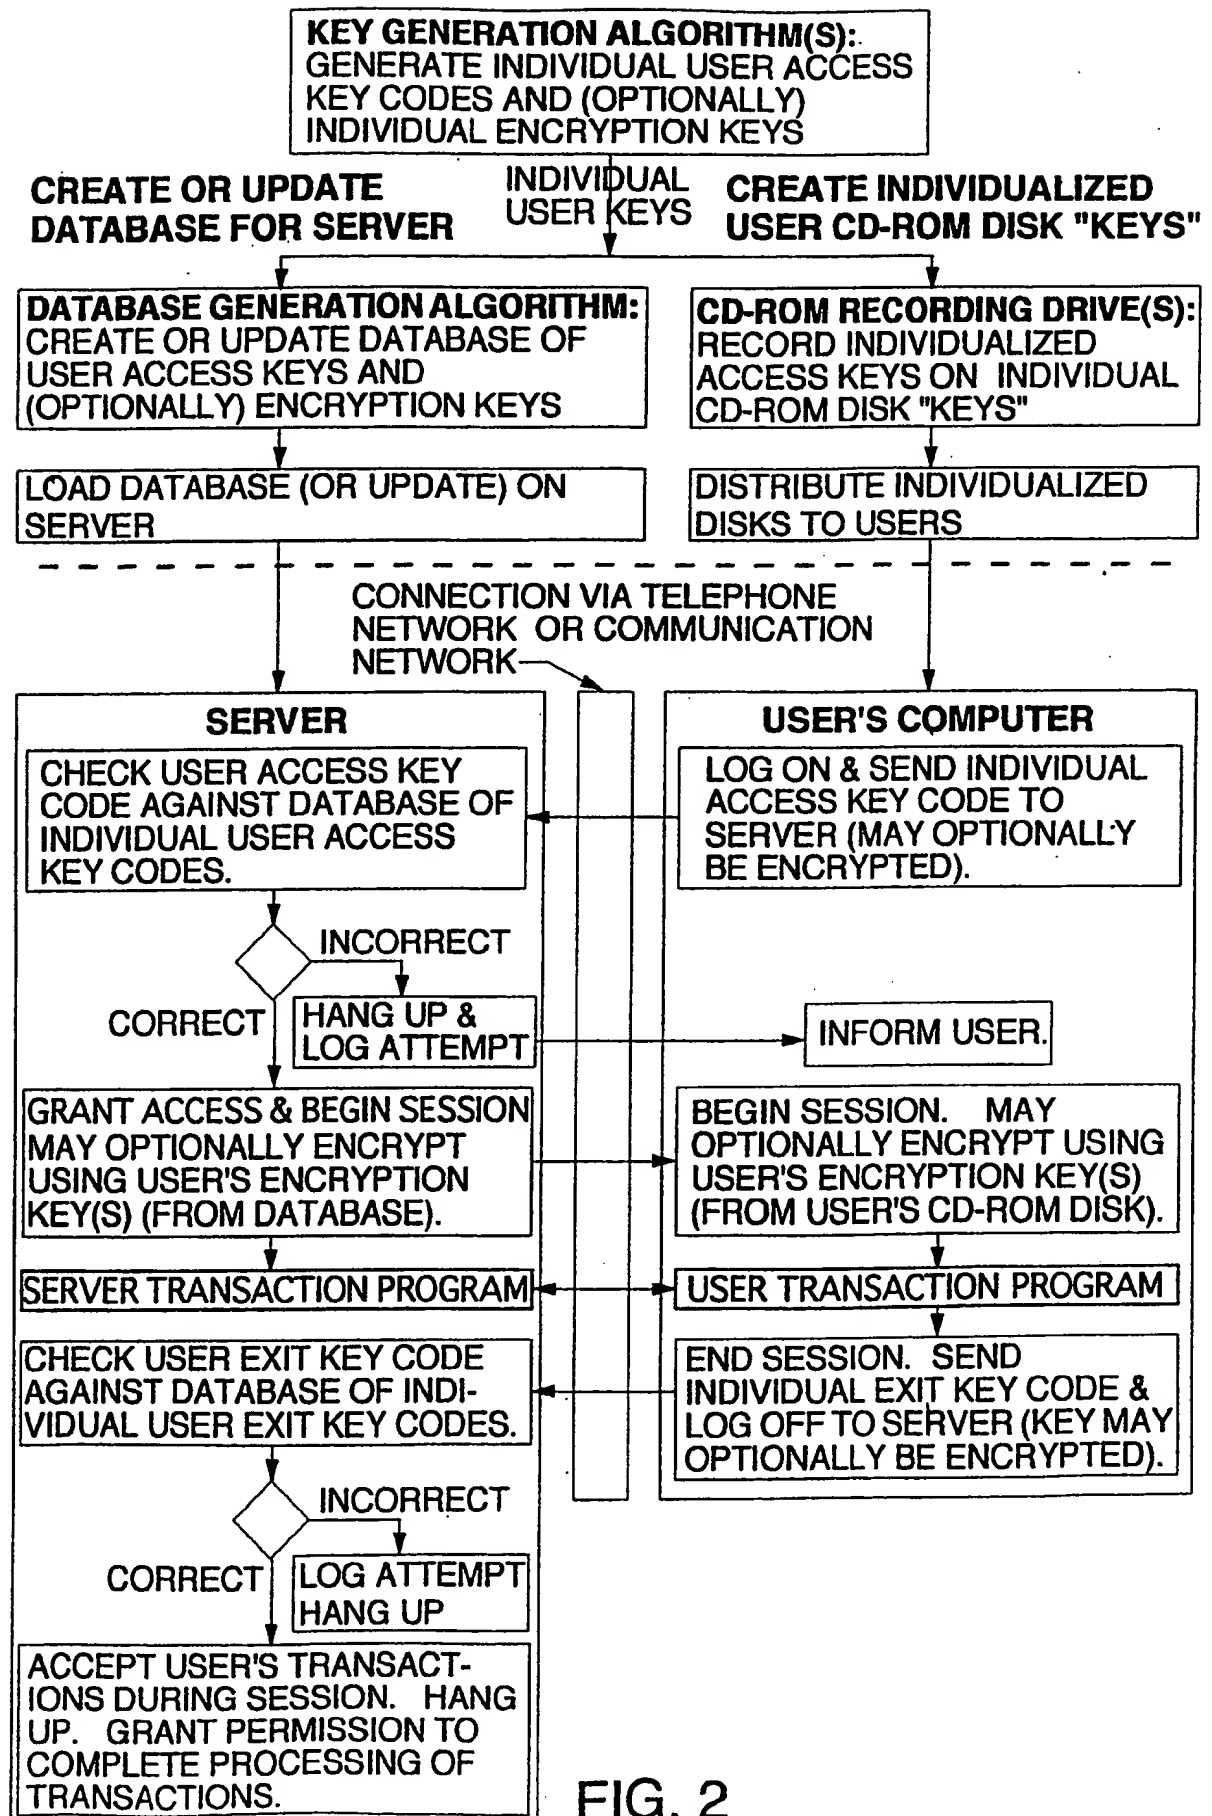 KEY GENERATION ALGORITHM(S):
GENERATE INDIVIDUAL USER ACCESS
KEY CODES AND (OPTIONALLY)
INDIVIDUAL ENCRYPTION KEYS
CREATE OR UPDATE
DATABASE FOR SERVER
INDIVIDUAL
USER KEYS
CREATE INDIVIDUALIZED
USER CD-ROM DISK "KEYS"
DATABASE GENERATION ALGORITHM:
CREATE OR UPDATE DATABASE OF
USER ACCESS KEYS AND
(OPTIONALLY) ENCRYPTION KEYS
CD-ROM RECORDING DRIVE(S):
RECORD INDIVIDUALIZED
ACCESS KEYS ON INDIVIDUAL
CD-ROM DISK "KEYS"
LOAD DATABASE (OR UPDATE) ON
SERVER
DISTRIBUTE INDIVIDUALIZED
DISKS TO USERS
CONNECTION VIA TELEPHONE
NETWORK OR COMMUNICATION
NETWORK
SERVER
USER'S COMPUTER
CHECK USER ACCESS KEY
CODE AGAINST DATABASE OF
INDIVIDUAL USER ACCESS
KEY CODES.
LOG ON & SEND INDIVIDUAL
ACCESS KEY CODE TO
SERVER (MAY OPTIONALLY
BE ENCRYPTED).
INCORRECT
CORRECT
HANG UP &
LOG ATTEMPT
INFORM USER.
GRANT ACCESS & BEGIN SESSION
MAY OPTIONALLY ENCRYPT
USING USER'S ENCRYPTION
KEY(S) (FROM DATABASE).
BEGIN SESSION. MAY
OPTIONALLY ENCRYPT USING
USER'S ENCRYPTION KEY(S)
(FROM USER'S CD-ROM DISK).
SERVER TRANSACTION PROGRAM
USER TRANSACTION PROGRAM
CHECK USER EXIT KEY CODE
AGAINST DATABASE OF INDI-
VIDUAL USER EXIT KEY CODES.
END SESSION. SEND
INDIVIDUAL EXIT KEY CODE &
LOG OFF TO SERVER (KEY MAY
OPTIONALLY BE ENCRYPTED).
INCORRECT
CORRECT
LOG ATTEMPT
HANG UP
ACCEPT USER'S TRANSACT-
IONS DURING SESSION. HANG
UP. GRANT PERMISSION TO
COMPLETE PROCESSING OF
TRANSACTIONS.
FIG. 2